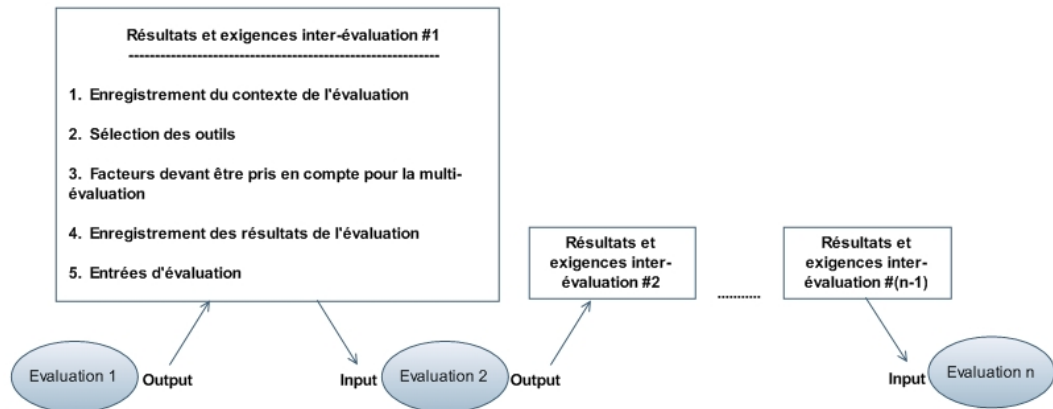 Résultats et exigences inter-évaluation #1
------------------------------------------------------------
1. Enregistrement du contexte de l'évaluation
2. Sélection des outils
3. Facteurs devant être pris en compte pour la multi-
évaluation
4. Enregistrement des résultats de l'évaluation
5. Entrées d'évaluation
Résultats et
exigences inter-
évaluation #2
...........
Résultats et
exigences inter-
évaluation #(n-1)
Evaluation 1
Output
Input
Evaluation 2
Output
Input
Evaluation n